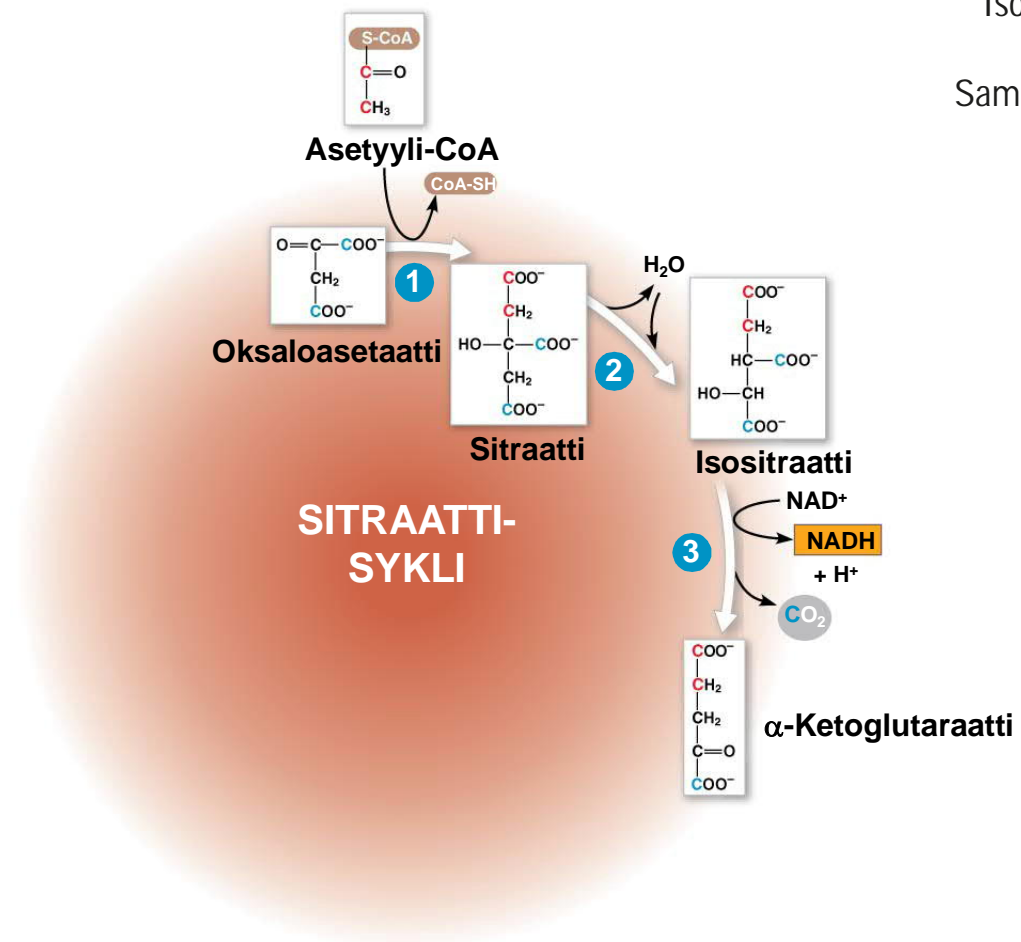 Iso
Sam
S-CoA
C=O
CH₃
Asetyyli-CoA
CoA-SH
O=C—COO⁻
CH₂
COO⁻
1
Oksaloasetaatti
COO⁻
CH₂
HO—C—COO⁻
CH₂
COO⁻
Sitraatti
H₂O
2
COO⁻
CH₂
HC—COO⁻
HO—CH
COO⁻
Isositraatti
NAD⁺
NADH
+ H⁺
CO₂
3
SITRAATTI-
SYKLI
COO⁻
CH₂
CH₂
C=O
COO⁻
α-Ketoglutaraatti